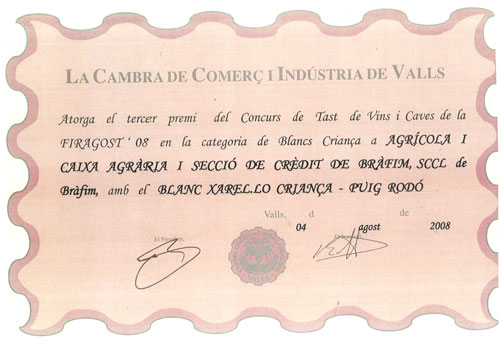 LA CAMBRA DE COMERÇ I INDÚSTRIA DE VALLS
Atorga el tercer premi del Concurs de Tast de Vins i Caves de la
FIRAGOST '08 en la categoria de Blancs Criança a AGRÍCOLA I
CAIXA AGRÀRIA I SECCIÓ DE CRÈDIT DE BRÀFIM, SCCL de
Bràfim, amb el BLANC XAREL.LO CRIANÇA - PUIG RODÓ
Valls, d de
04 agost 2008
El President,